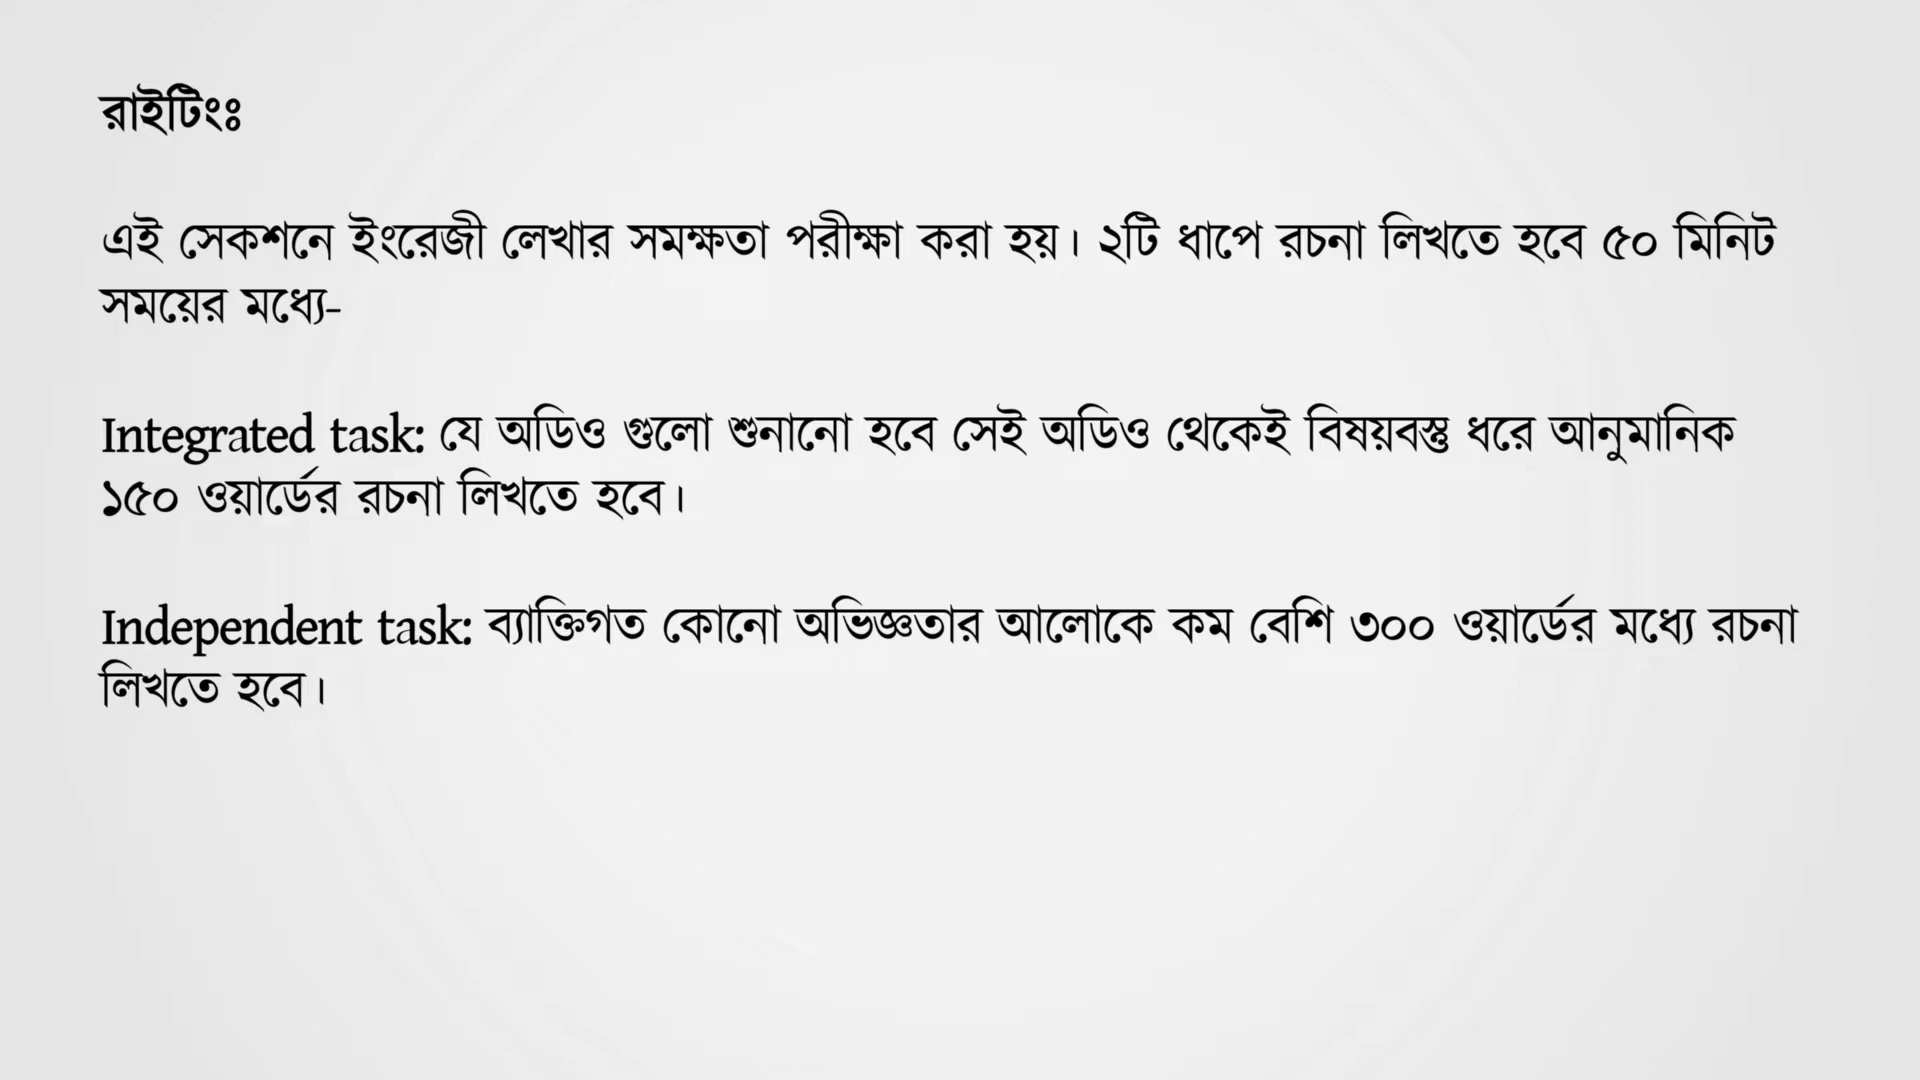 রাইটিংঃ
এই সেকশনে ইংরেজী লেখার সমক্ষতা পরীক্ষা করা হয়। ২টি ধাপে রচনা লিখতে হবে ৫০ মিনিট
সময়ের মধ্যে-
Integrated task: যে অডিও গুলো শুনানো হবে সেই অডিও থেকেই বিষয়বস্তু ধরে আনুমানিক
১৫০ ওয়ার্ডের রচনা লিখতে হবে।
Independent task: ব্যাক্তিগত কোনো অভিজ্ঞতার আলোকে কম বেশি ৩০০ ওয়ার্ডের মধ্যে রচনা
লিখতে হবে।